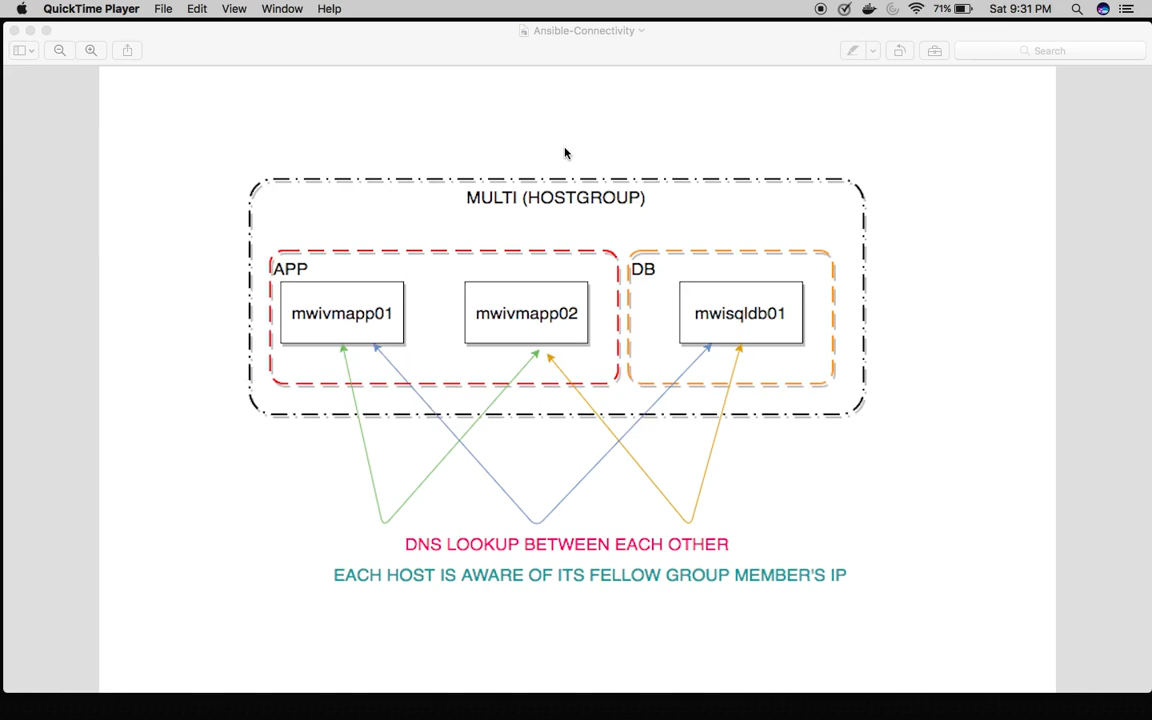 QuickTime Player File Edit View Window Help 71% Sat 9:31 PM
Ansible-Connectivity
Search
MULTI (HOSTGROUP)
APP DB
mwivmapp01 mwivmapp02 mwisqldb01
DNS LOOKUP BETWEEN EACH OTHER
EACH HOST IS AWARE OF ITS FELLOW GROUP MEMBER'S IP